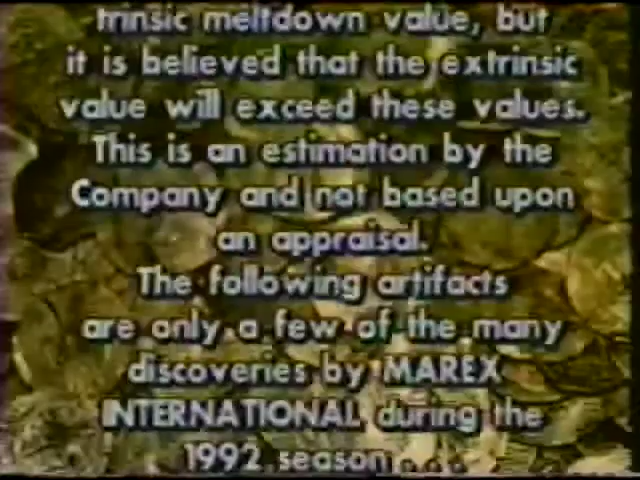 trinsic meltdown value, but
it is believed that the extrinsic
value will exceed these values.
This is an estimation by the
Company and not based upon
an appraisal.
The following artifacts
are only a few of the many
discoveries by MAREX
INTERNATIONAL during the
1992 season . . . .